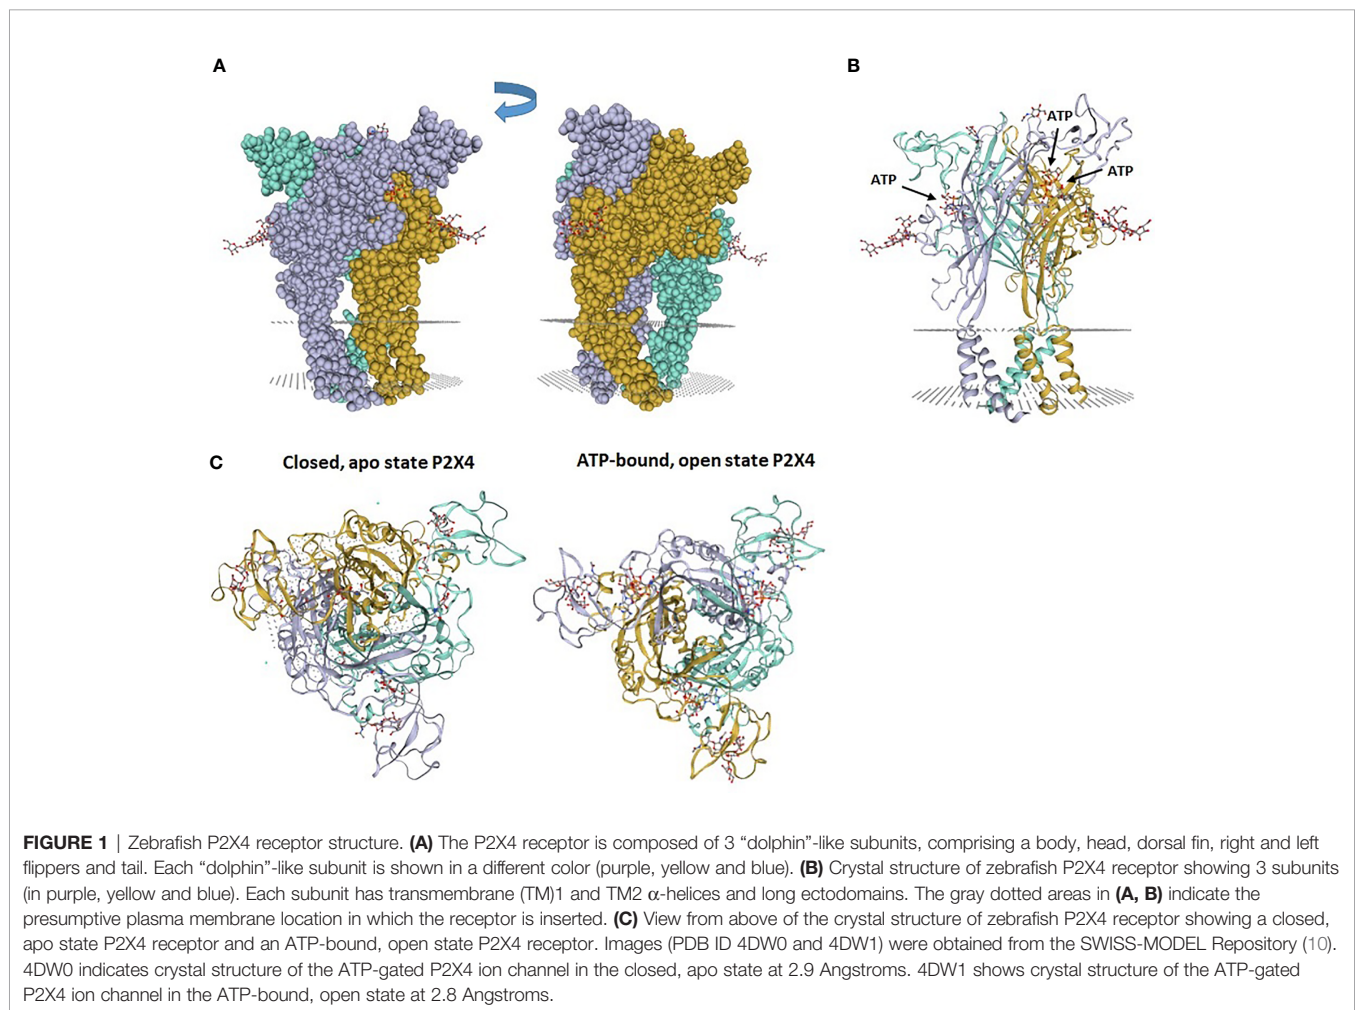 A
B
ATP
ATP
ATP
C
Closed, apo state P2X4
ATP-bound, open state P2X4
FIGURE 1 | Zebrafish P2X4 receptor structure. (A) The P2X4 receptor is composed of 3 “dolphin”-like subunits, comprising a body, head, dorsal fin, right and left
flippers and tail. Each “dolphin”-like subunit is shown in a different color (purple, yellow and blue). (B) Crystal structure of zebrafish P2X4 receptor showing 3 subunits
(in purple, yellow and blue). Each subunit has transmembrane (TM)1 and TM2 α-helices and long ectodomains. The gray dotted areas in (A, B) indicate the
presumptive plasma membrane location in which the receptor is inserted. (C) View from above of the crystal structure of zebrafish P2X4 receptor showing a closed,
apo state P2X4 receptor and an ATP-bound, open state P2X4 receptor. Images (PDB ID 4DW0 and 4DW1) were obtained from the SWISS-MODEL Repository (10).
4DW0 indicates crystal structure of the ATP-gated P2X4 ion channel in the closed, apo state at 2.9 Angstroms. 4DW1 shows crystal structure of the ATP-gated
P2X4 ion channel in the ATP-bound, open state at 2.8 Angstroms.